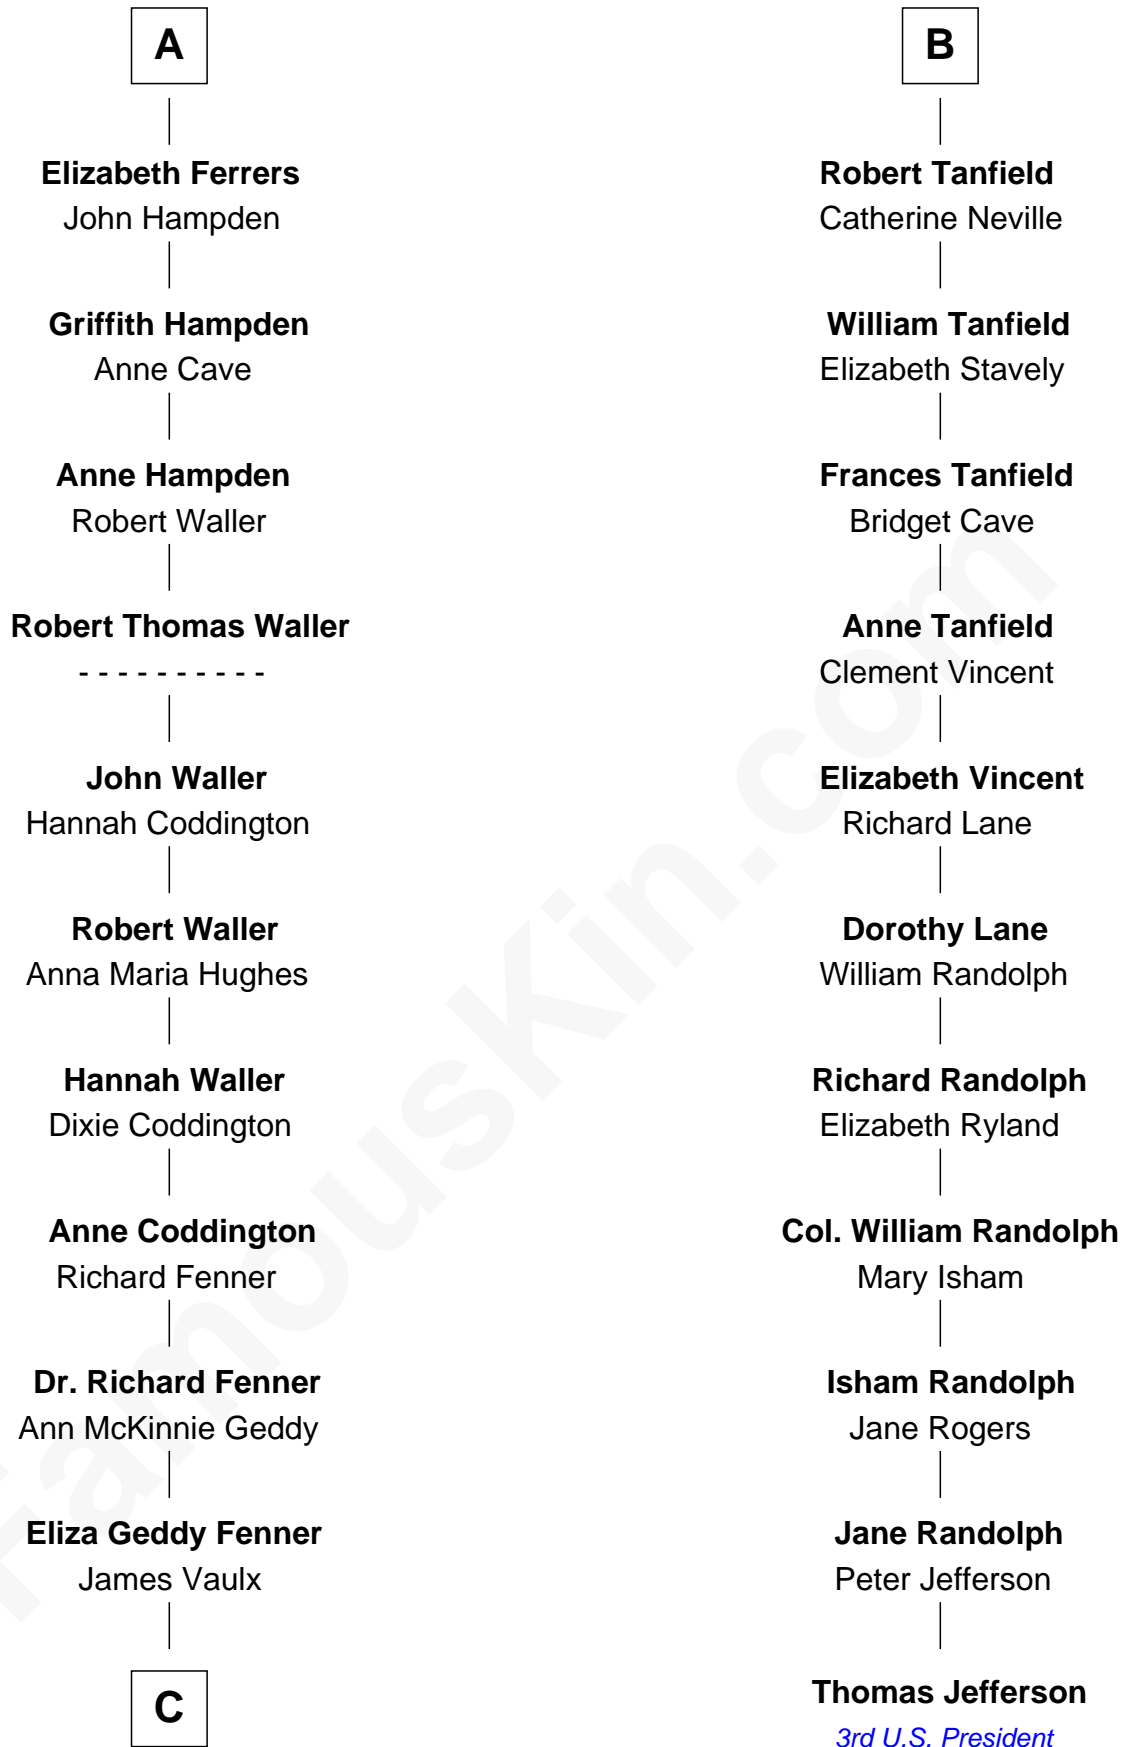 A
Elizabeth Ferrers
John Hampden
Griffith Hampden
Anne Cave
Anne Hampden
Robert Waller
Robert Thomas Waller
- - - - - - - - - -
John Waller
Hannah Coddington
Robert Waller
Anna Maria Hughes
Hannah Waller
Dixie Coddington
Anne Coddington
Richard Fenner
Dr. Richard Fenner
Ann McKinnie Geddy
Eliza Geddy Fenner
James Vaulx
C
B
Robert Tanfield
Catherine Neville
William Tanfield
Elizabeth Stavely
Frances Tanfield
Bridget Cave
Anne Tanfield
Clement Vincent
Elizabeth Vincent
Richard Lane
Dorothy Lane
William Randolph
Richard Randolph
Elizabeth Ryland
Col. William Randolph
Mary Isham
Isham Randolph
Jane Rogers
Jane Randolph
Peter Jefferson
Thomas Jefferson
3rd U.S. President
FamousKin.com